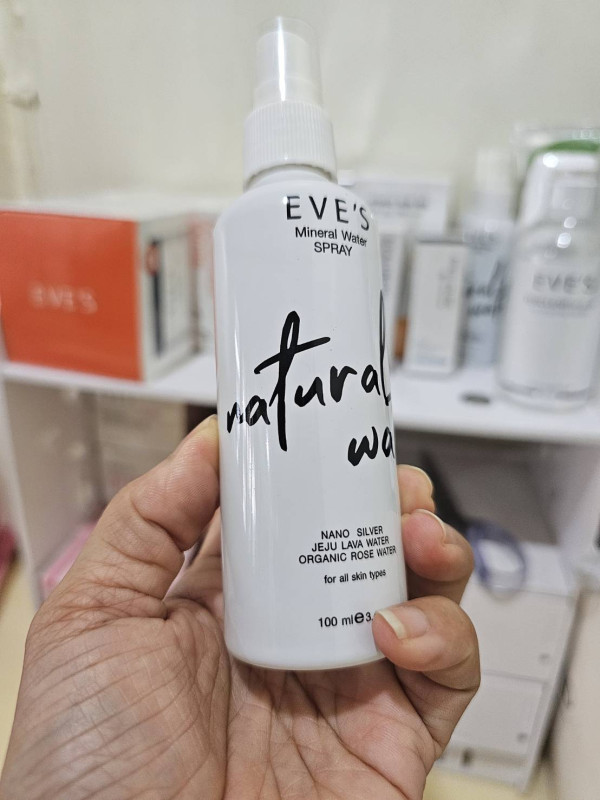 EVE'S
Mineral Water
SPRAY
natural
wa
NANO SILVER
JEJU LAVA WATER
ORGANIC ROSE WATER
for all skin types
100 ml e 3.
EVE'S
EVE'S